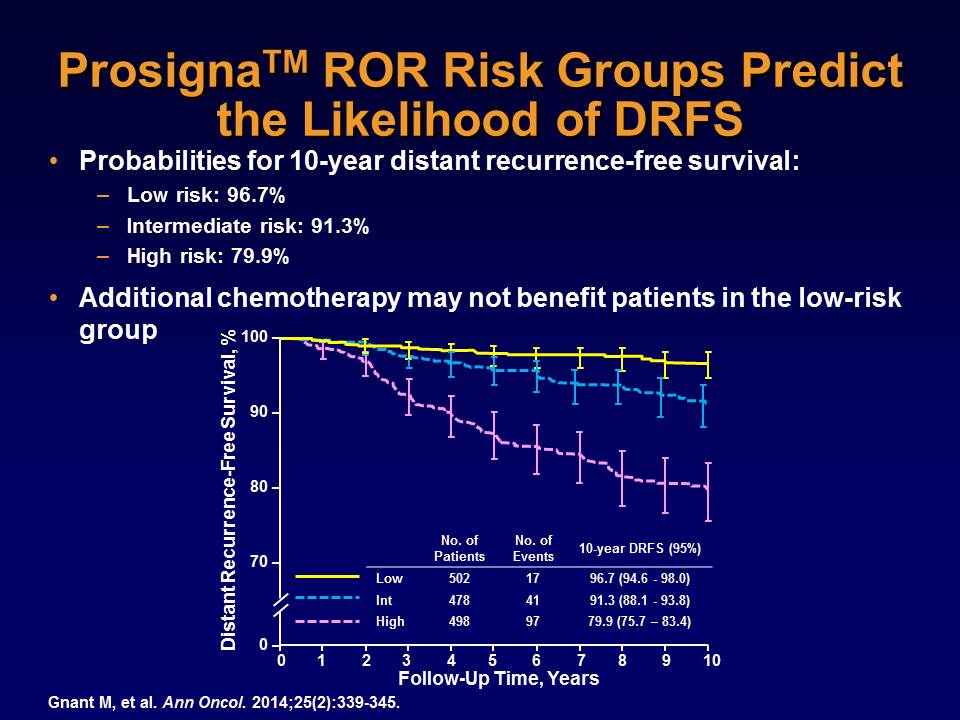 Prosigna™ ROR Risk Groups Predict
the Likelihood of DRFS
• Probabilities for 10-year distant recurrence-free survival:
– Low risk: 96.7%
– Intermediate risk: 91.3%
– High risk: 79.9%
• Additional chemotherapy may not benefit patients in the low-risk
group
Distant Recurrence-Free Survival, %
100
90
80
70
0
No. of Patients No. of Events 10-year DRFS (95%)
Low 502 17 96.7 (94.6 - 98.0)
Int 478 41 91.3 (88.1 - 93.8)
High 498 97 79.9 (75.7 – 83.4)
0 1 2 3 4 5 6 7 8 9 10
Follow-Up Time, Years
Gnant M, et al. Ann Oncol. 2014;25(2):339-345.